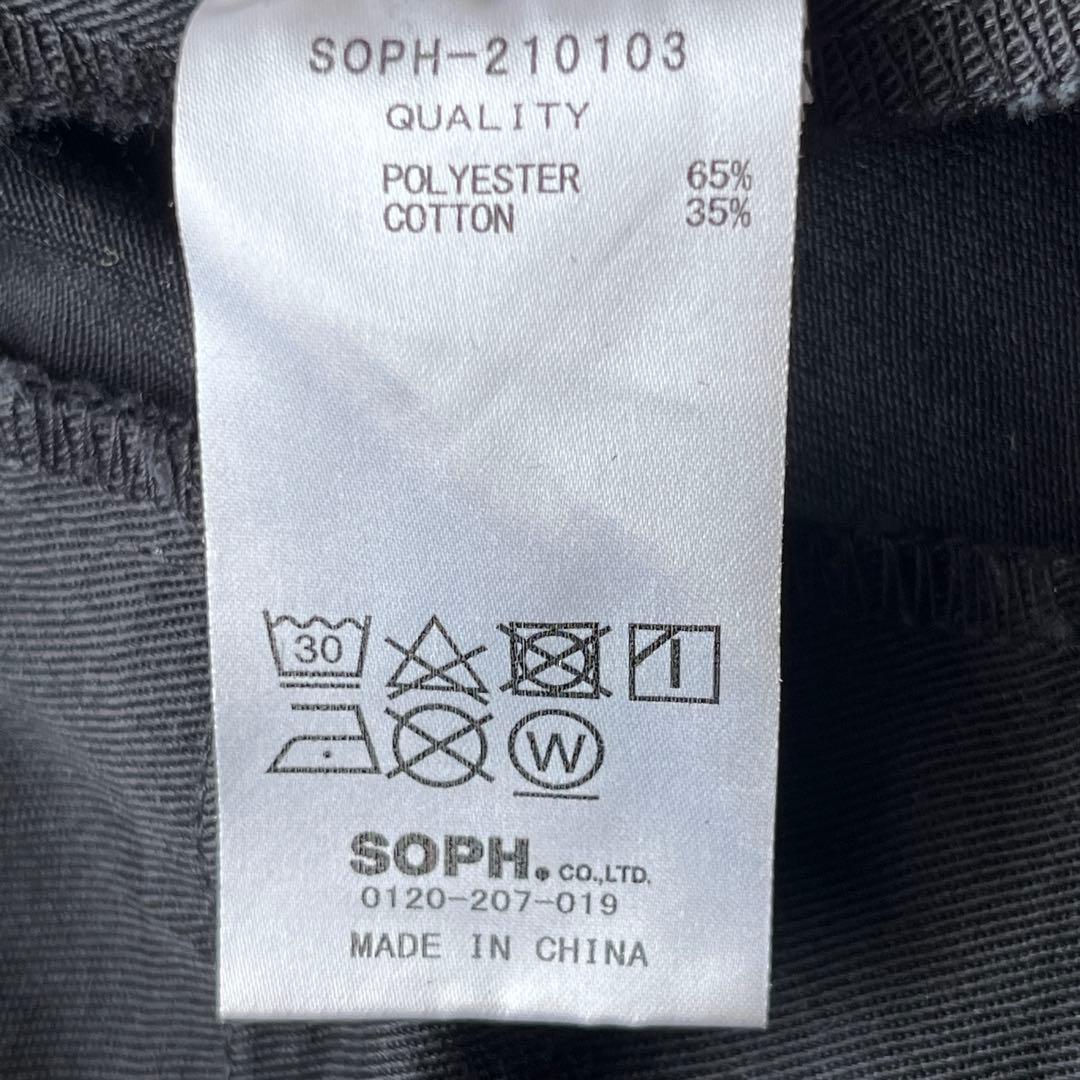 SOPH-210103
QUALITY
POLYESTER 65%
COTTON 35%
30
W
SOPH. CO.,LTD.
0120-207-019
MADE IN CHINA